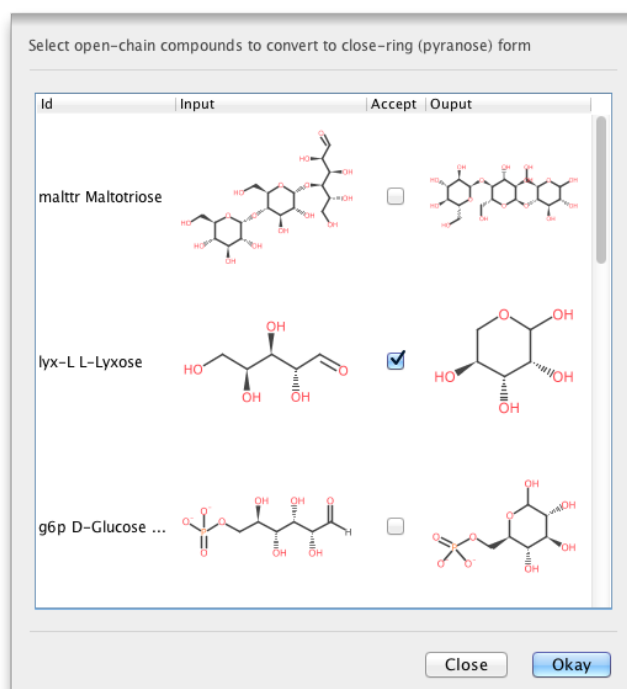 Select open-chain compounds to convert to close-ring (pyranose) form
Id Input Accept Ouput
malttr Maltotriose
OH O OH
lyx-L L-Lyxose
HO O HO OH
OH OH OH
g6p D-Glucose ...
Close Okay